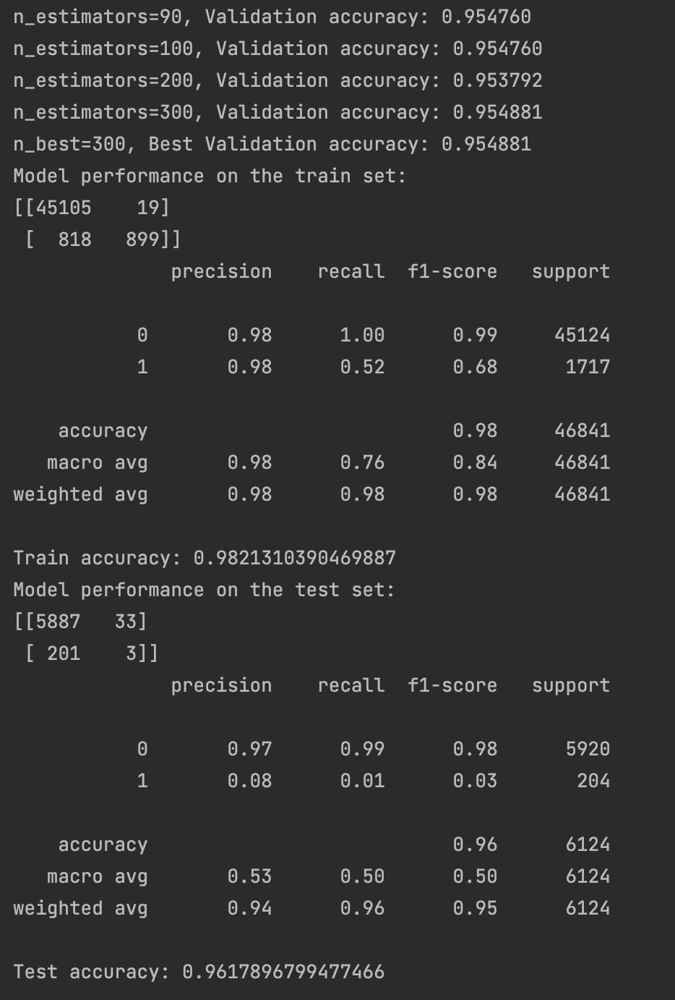 n_estimators=90, Validation accuracy: 0.954760
n_estimators=100, Validation accuracy: 0.954760
n_estimators=200, Validation accuracy: 0.953792
n_estimators=300, Validation accuracy: 0.954881
n_best=300, Best Validation accuracy: 0.954881
Model performance on the train set:
[[45105    19]
 [  818   899]]
              precision    recall  f1-score   support

           0       0.98      1.00      0.99     45124
           1       0.98      0.52      0.68      1717

    accuracy                           0.98     46841
   macro avg       0.98      0.76      0.84     46841
weighted avg       0.98      0.98      0.98     46841

Train accuracy: 0.9821310390469887
Model performance on the test set:
[[5887   33]
 [ 201    3]]
              precision    recall  f1-score   support

           0       0.97      0.99      0.98      5920
           1       0.08      0.01      0.03       204

    accuracy                           0.96      6124
   macro avg       0.53      0.50      0.50      6124
weighted avg       0.94      0.96      0.95      6124

Test accuracy: 0.9617896799477466